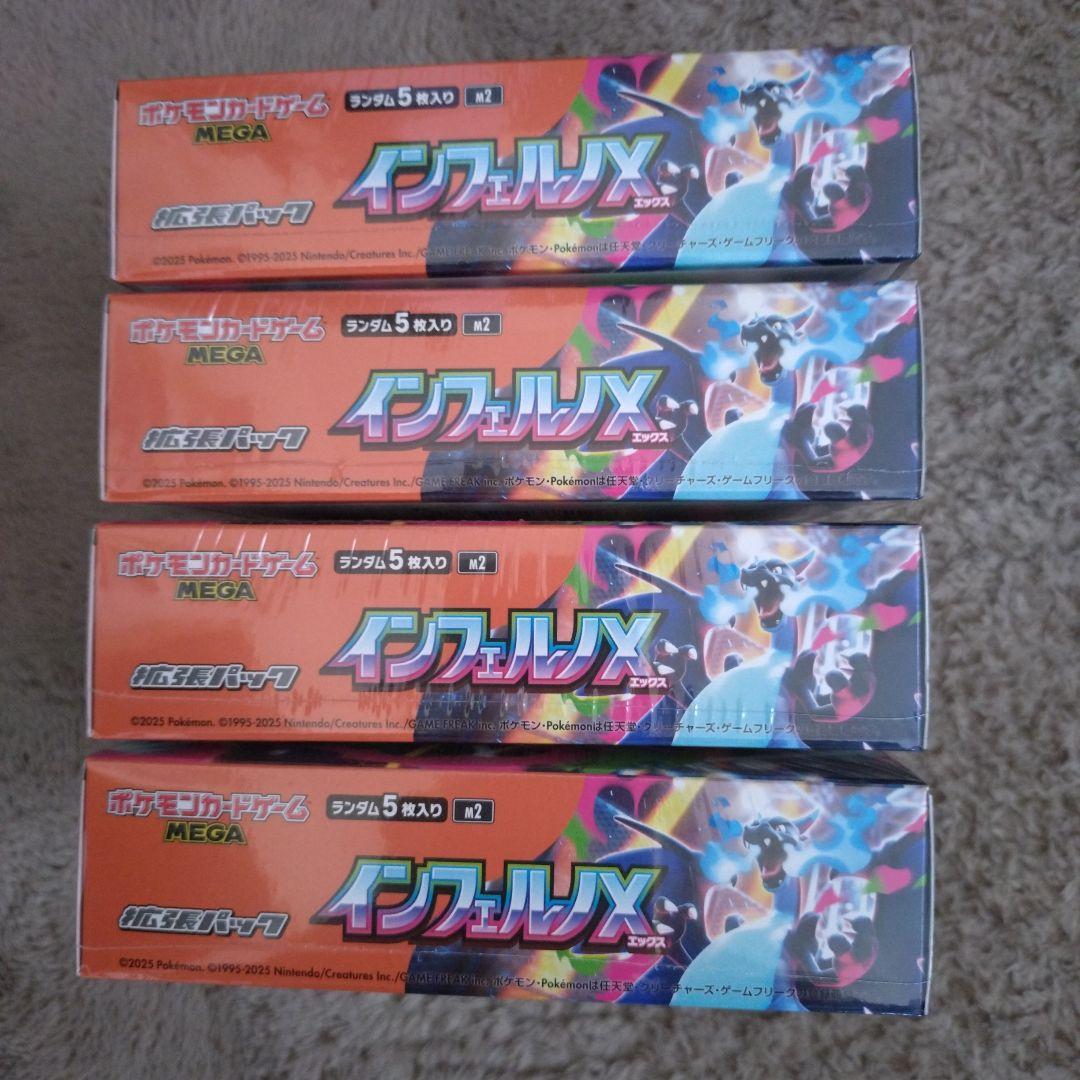 ポケモンカードゲーム
MEGA
ランダム5枚入り M2
インフェルノX
エックス
拡張パック
©2025 Pokémon. ©1995-2025 Nintendo/Creatures Inc./GAME FREAK inc. ポケモン・Pokémonは任天堂・クリーチャーズ・ゲームフリークの
ポケモンカードゲーム
MEGA
ランダム5枚入り M2
インフェルノX
エックス
拡張パック
©2025 Pokémon. ©1995-2025 Nintendo/Creatures Inc./GAME FREAK inc. ポケモン・Pokémonは任天堂・クリーチャーズ・ゲームフリークの
ポケモンカードゲーム
MEGA
ランダム5枚入り M2
インフェルノX
エックス
拡張パック
©2025 Pokémon. ©1995-2025 Nintendo/Creatures Inc./GAME FREAK inc. ポケモン・Pokémonは任天堂・クリーチャーズ・ゲームフリークの
ポケモンカードゲーム
MEGA
ランダム5枚入り M2
インフェルノX
エックス
拡張パック
©2025 Pokémon. ©1995-2025 Nintendo/Creatures Inc./GAME FREAK inc. ポケモン・Pokémonは任天堂・クリーチャーズ・ゲームフリークの